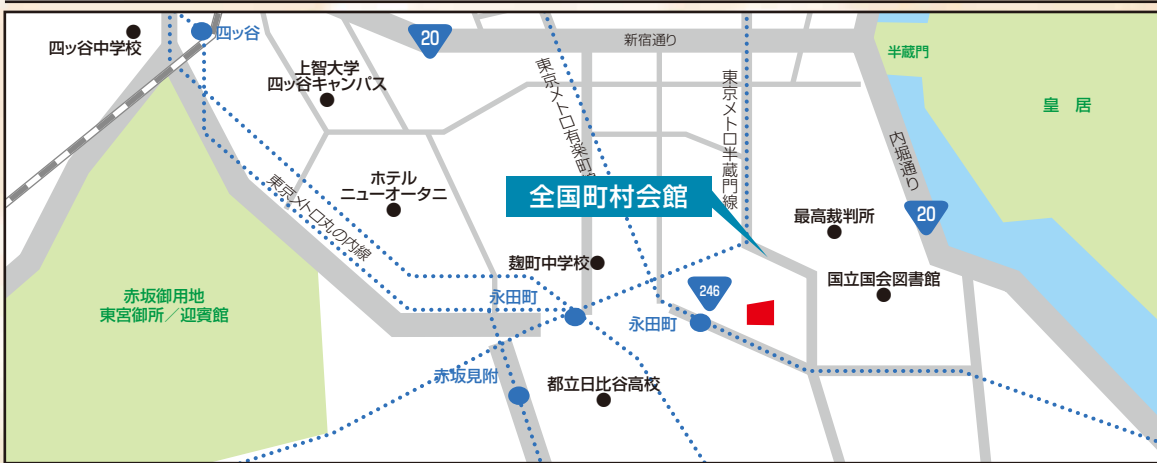 四ッ谷中学校
四ッ谷
20
新宿通り
半蔵門
上智大学
四ッ谷キャンパス
東京メトロ有楽町線
東京メトロ半蔵門線
皇 居
内堀通り
ホテル
ニューオータニ
全国町村会館
東京メトロ丸の内線
最高裁判所
20
麹町中学校
国立国会図書館
赤坂御用地
東宮御所／迎賓館
永田町
246
永田町
赤坂見附
都立日比谷高校